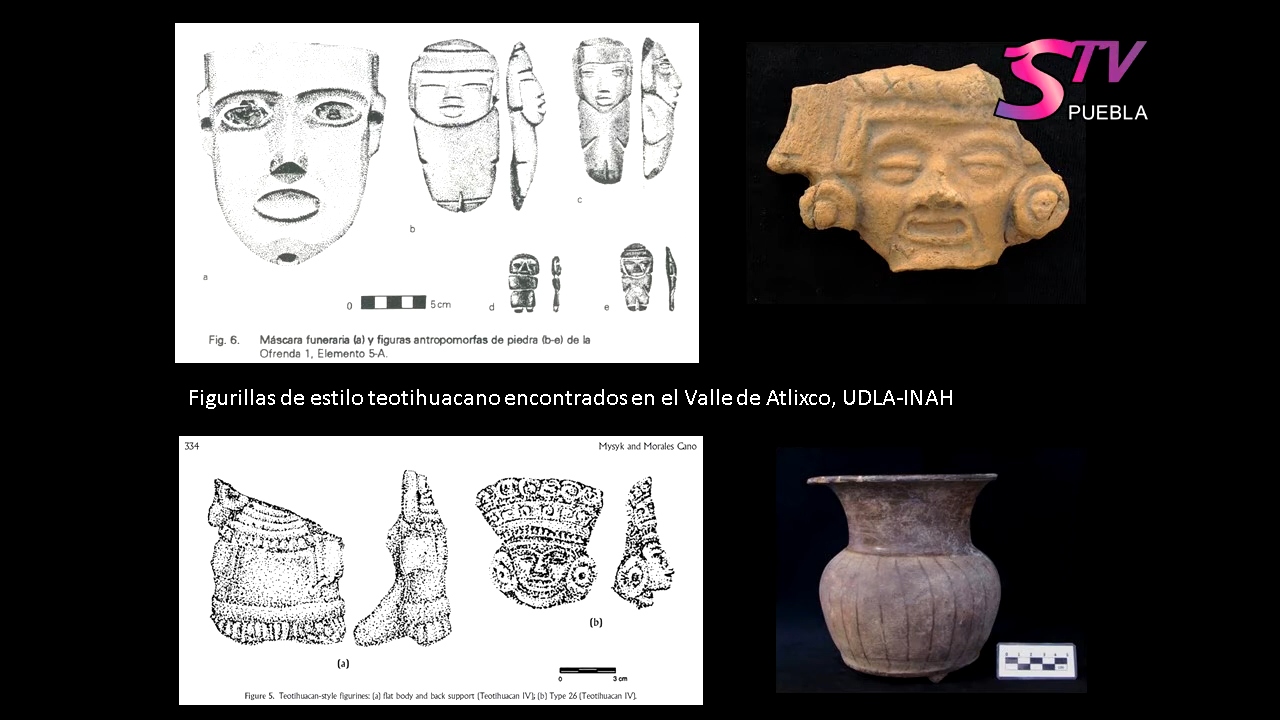 STV
PUEBLA
a
b
c
d
e
0 5 cm
Fig. 6. Máscara funeraria (a) y figuras antropomorfas de piedra (b-e) de la
Ofrenda 1, Elemento 5-A.
Figurillas de estilo teotihuacano encontrados en el Valle de Atlixco, UDLA-INAH
334 Mysyk and Morales Cano
(a)
(b)
0 3 cm
Figure 5. Teotihuacan-style figurines: (a) flat body and back support (Teotihuacan IV); (b) Type 26 (Teotihuacan IV).